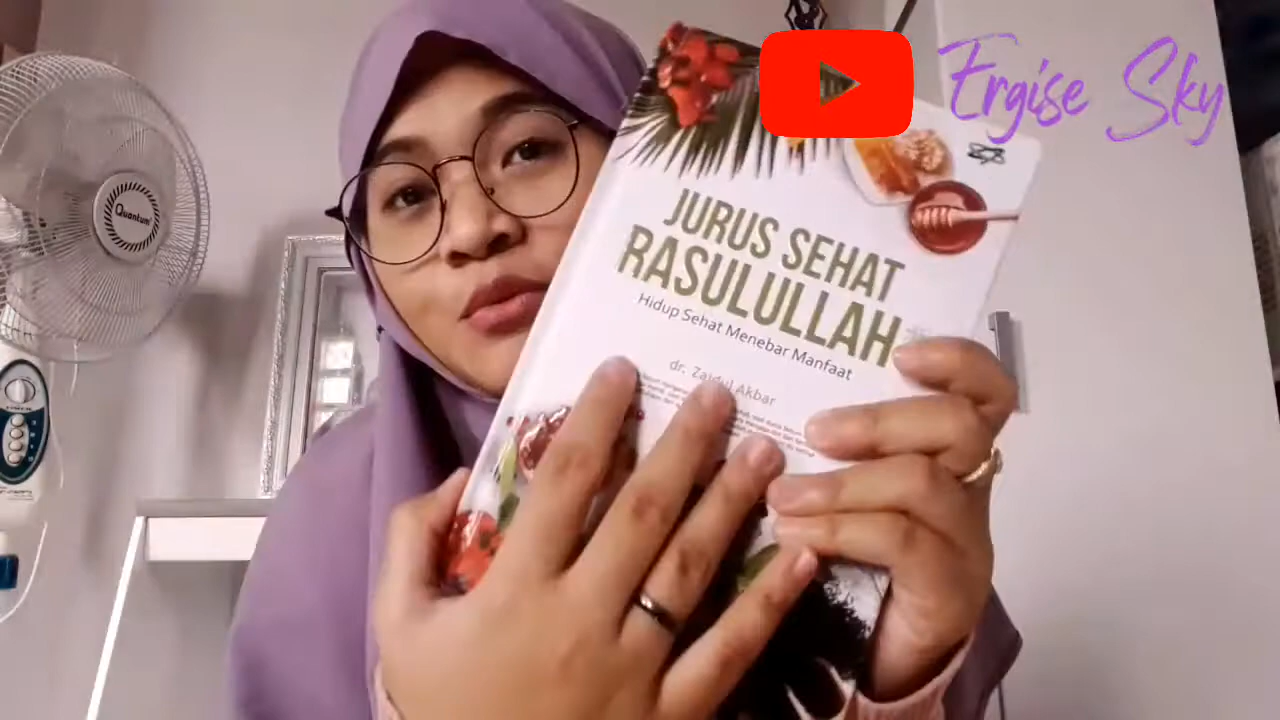 Ergise Sky
Quantum
JURUS SEHAT
RASULULLAH
Hidup Sehat Menebar Manfaat
dr. Zaidul Akbar